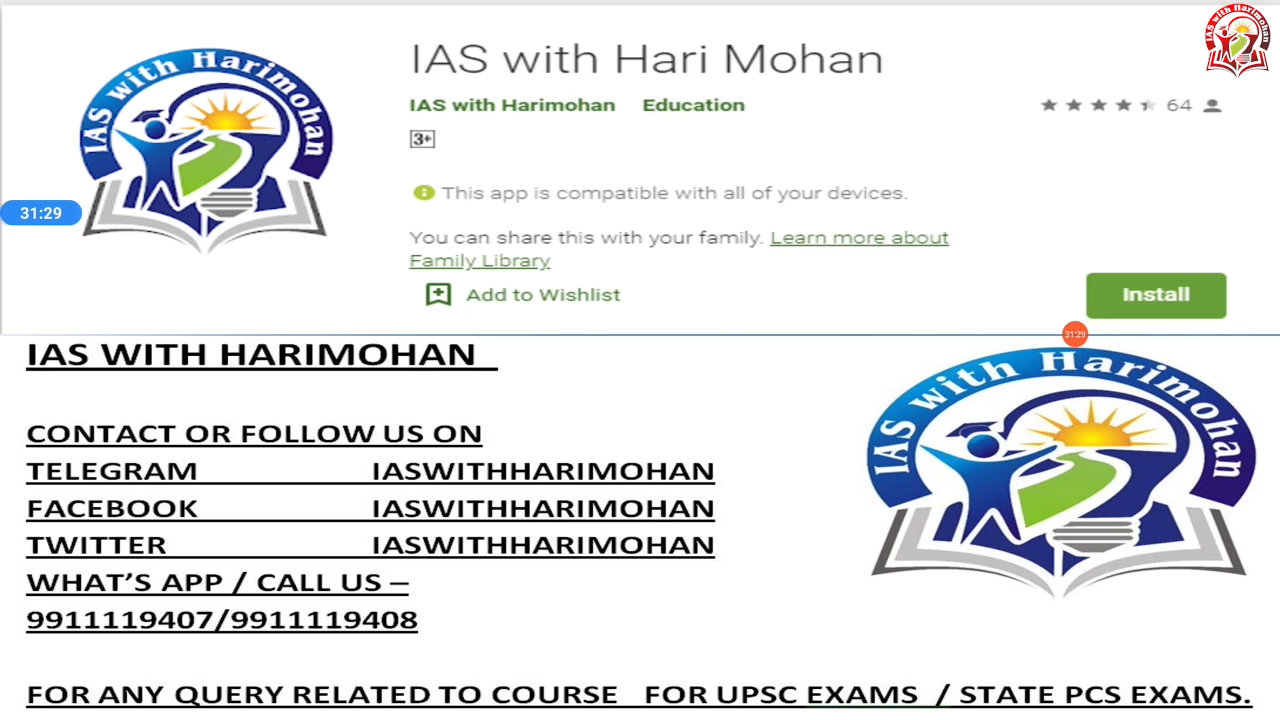 IAS with Harimohan
IAS with Hari Mohan
IAS with Harimohan Education
64
3+
This app is compatible with all of your devices.
31:29
You can share this with your family. Learn more about
Family Library
Add to Wishlist
Install
IAS with Harimohan
31:29
IAS WITH HARIMOHAN
IAS with Harimohan
CONTACT OR FOLLOW US ON
TELEGRAM IASWITHHARIMOHAN
FACEBOOK IASWITHHARIMOHAN
TWITTER IASWITHHARIMOHAN
WHAT’S APP / CALL US –
9911119407/9911119408
FOR ANY QUERY RELATED TO COURSE FOR UPSC EXAMS / STATE PCS EXAMS.